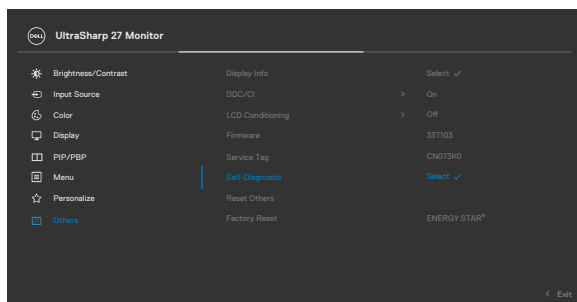 DELL UltraSharp 27 Monitor
Brightness/Contrast Display Info Select ✓
Input Source DDC/CI > On
Color LCD Conditioning > Off
Display Firmware 33T103
PIP/PBP Service Tag CN073K0
Menu Self-Diagnostic Select ✓
Personalize Reset Others
Others Factory Reset ENERGY STAR®
< Exit